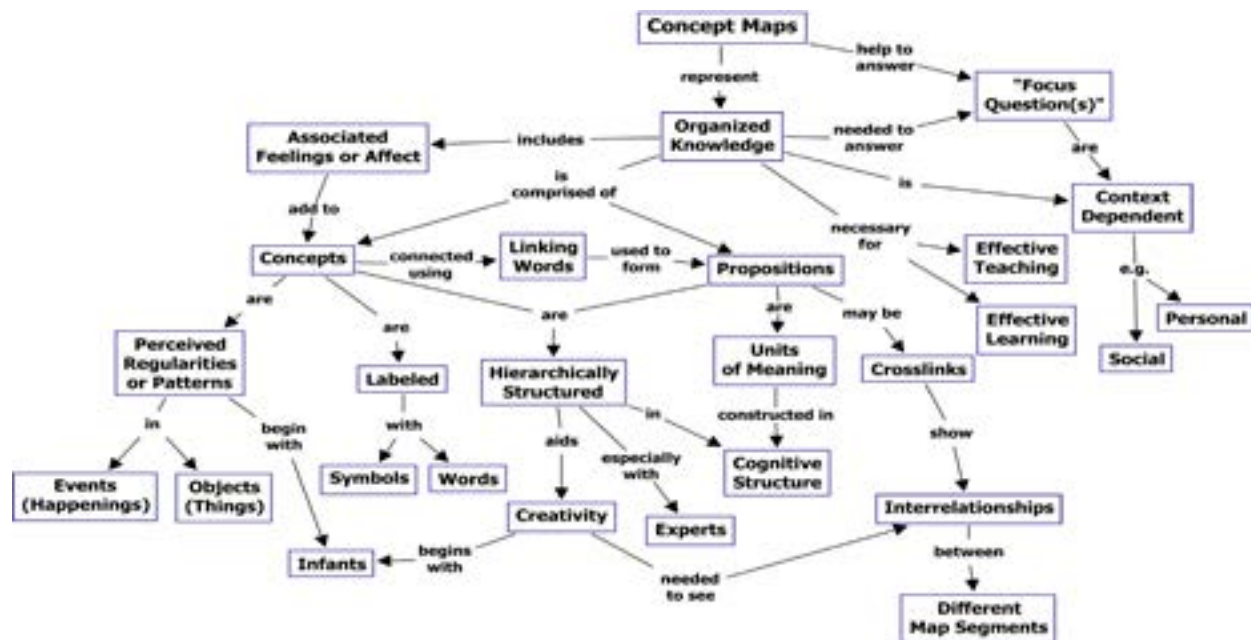 Concept Maps
help to
answer
represent
"Focus
Question(s)"
Associated
Feelings or Affect
includes
Organized
Knowledge
needed to
answer
are
is
comprised of
is
Context
Dependent
add to
necessary
for
Concepts
connected
using
Linking
Words
used to
form
Propositions
Effective
Teaching
e.g.
are
are
are
are
may be
Effective
Learning
Personal
Social
Perceived
Regularities
or Patterns
Labeled
Hierarchically
Structured
Units
of Meaning
Crosslinks
in
begin
with
with
aids
in
constructed in
show
especially
with
Events
(Happenings)
Objects
(Things)
Symbols
Words
Cognitive
Structure
Creativity
Experts
Interrelationships
Infants
begins
with
needed
to see
between
Different
Map Segments